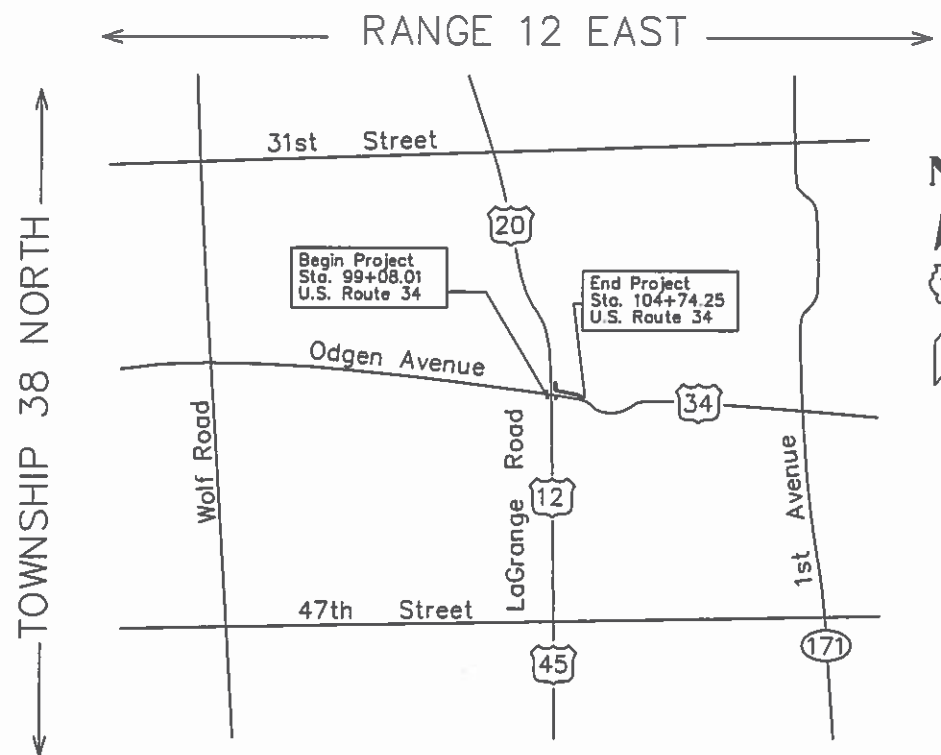 RANGE 12 EAST
TOWNSHIP 38 NORTH
31st Street
20
Begin Project
Sta. 99+08.01
U.S. Route 34
End Project
Sta. 104+74.25
U.S. Route 34
Odgen Avenue
34
Wolf Road
LaGrange Road
12
1st Avenue
47th Street
45
171